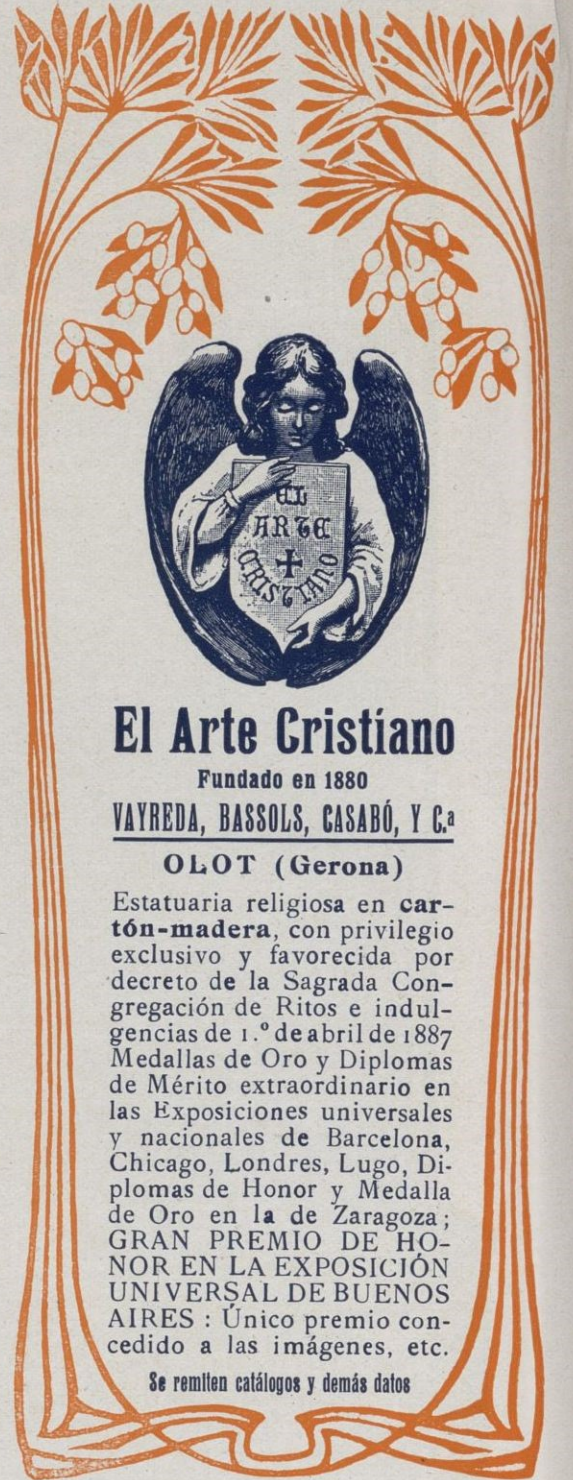 EL
ARTE
CRISTIANO
El Arte Cristiano
Fundado en 1880
VAYREDA, BASSOLS, CASABÓ, Y C.ª
OLOT (Gerona)
Estatuaria religiosa en car-
tón-madera, con privilegio
exclusivo y favorecida por
decreto de la Sagrada Con-
gregación de Ritos e indul-
gencias de 1.º de abril de 1887
Medallas de Oro y Diplomas
de Mérito extraordinario en
las Exposiciones universales
y nacionales de Barcelona,
Chicago, Londres, Lugo, Di-
plomas de Honor y Medalla
de Oro en la de Zaragoza;
GRAN PREMIO DE HO-
NOR EN LA EXPOSICIÓN
UNIVERSAL DE BUENOS
AIRES : Único premio con-
cedido a las imágenes, etc.
Se remiten catálogos y demás datos